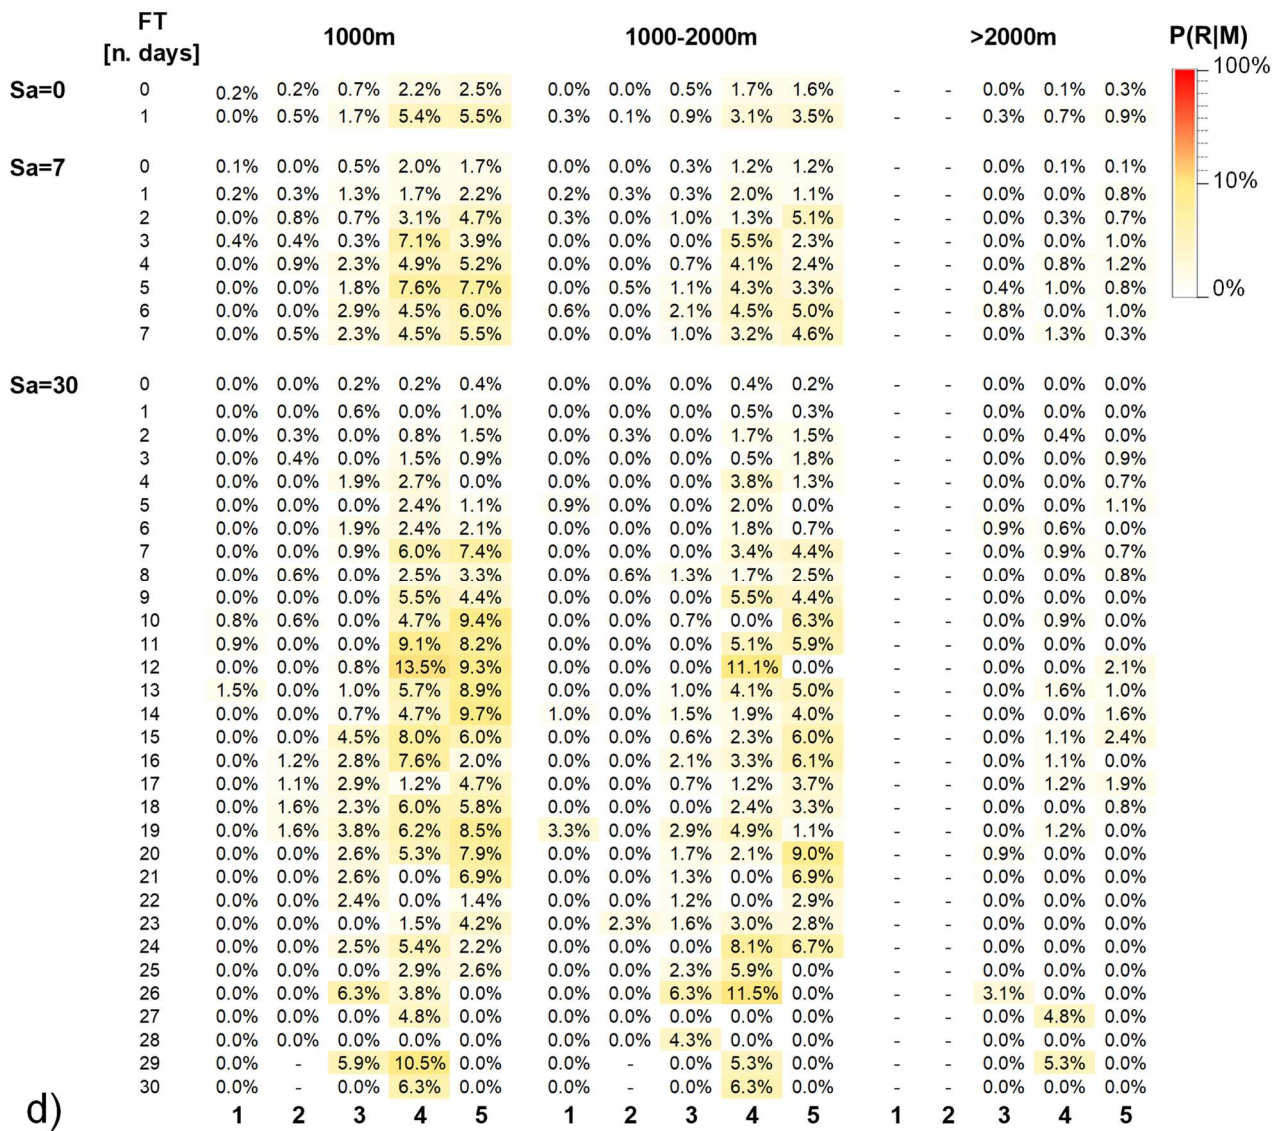 FT 1000m 1000-2000m >2000m P(R|M)
[n. days]
100%
Sa=0 0 0.2% 0.2% 0.7% 2.2% 2.5% 0.0% 0.0% 0.5% 1.7% 1.6% - - 0.0% 0.1% 0.3%
1 0.0% 0.5% 1.7% 5.4% 5.5% 0.3% 0.1% 0.9% 3.1% 3.5% - - 0.3% 0.7% 0.9%
Sa=7 0 0.1% 0.0% 0.5% 2.0% 1.7% 0.0% 0.0% 0.3% 1.2% 1.2% - - 0.0% 0.1% 0.1%
10%
1 0.2% 0.3% 1.3% 1.7% 2.2% 0.2% 0.3% 0.3% 2.0% 1.1% - - 0.0% 0.0% 0.8%
2 0.0% 0.8% 0.7% 3.1% 4.7% 0.3% 0.0% 1.0% 1.3% 5.1% - - 0.0% 0.3% 0.7%
3 0.4% 0.4% 0.3% 7.1% 3.9% 0.0% 0.0% 0.0% 5.5% 2.3% - - 0.0% 0.0% 1.0%
4 0.0% 0.9% 2.3% 4.9% 5.2% 0.0% 0.0% 0.7% 4.1% 2.4% - - 0.0% 0.8% 1.2%
5 0.0% 0.0% 1.8% 7.6% 7.7% 0.0% 0.5% 1.1% 4.3% 3.3% - - 0.4% 1.0% 0.8%
0%
6 0.0% 0.0% 2.9% 4.5% 6.0% 0.6% 0.0% 2.1% 4.5% 5.0% - - 0.8% 0.0% 1.0%
7 0.0% 0.5% 2.3% 4.5% 5.5% 0.0% 0.0% 1.0% 3.2% 4.6% - - 0.0% 1.3% 0.3%
Sa=30 0 0.0% 0.0% 0.2% 0.2% 0.4% 0.0% 0.0% 0.0% 0.4% 0.2% - - 0.0% 0.0% 0.0%
1 0.0% 0.0% 0.6% 0.0% 1.0% 0.0% 0.0% 0.0% 0.5% 0.3% - - 0.0% 0.0% 0.0%
2 0.0% 0.3% 0.0% 0.8% 1.5% 0.0% 0.3% 0.0% 1.7% 1.5% - - 0.0% 0.4% 0.0%
3 0.0% 0.4% 0.0% 1.5% 0.9% 0.0% 0.0% 0.0% 0.5% 1.8% - - 0.0% 0.0% 0.9%
4 0.0% 0.0% 1.9% 2.7% 0.0% 0.0% 0.0% 0.0% 3.8% 1.3% - - 0.0% 0.0% 0.7%
5 0.0% 0.0% 0.0% 2.4% 1.1% 0.9% 0.0% 0.0% 2.0% 0.0% - - 0.0% 0.0% 1.1%
6 0.0% 0.0% 1.9% 2.4% 2.1% 0.0% 0.0% 0.0% 1.8% 0.7% - - 0.9% 0.6% 0.0%
7 0.0% 0.0% 0.9% 6.0% 7.4% 0.0% 0.0% 0.0% 3.4% 4.4% - - 0.0% 0.9% 0.7%
8 0.0% 0.6% 0.0% 2.5% 3.3% 0.0% 0.6% 1.3% 1.7% 2.5% - - 0.0% 0.0% 0.8%
9 0.0% 0.0% 0.0% 5.5% 4.4% 0.0% 0.0% 0.0% 5.5% 4.4% - - 0.0% 0.0% 0.0%
10 0.8% 0.6% 0.0% 4.7% 9.4% 0.0% 0.0% 0.7% 0.0% 6.3% - - 0.0% 0.9% 0.0%
11 0.9% 0.0% 0.0% 9.1% 8.2% 0.0% 0.0% 0.0% 5.1% 5.9% - - 0.0% 0.0% 0.0%
12 0.0% 0.0% 0.8% 13.5% 9.3% 0.0% 0.0% 0.0% 11.1% 0.0% - - 0.0% 0.0% 2.1%
13 1.5% 0.0% 1.0% 5.7% 8.9% 0.0% 0.0% 1.0% 4.1% 5.0% - - 0.0% 1.6% 1.0%
14 0.0% 0.0% 0.7% 4.7% 9.7% 1.0% 0.0% 1.5% 1.9% 4.0% - - 0.0% 0.0% 1.6%
15 0.0% 0.0% 4.5% 8.0% 6.0% 0.0% 0.0% 0.6% 2.3% 6.0% - - 0.0% 1.1% 2.4%
16 0.0% 1.2% 2.8% 7.6% 2.0% 0.0% 0.0% 2.1% 3.3% 6.1% - - 0.0% 1.1% 0.0%
17 0.0% 1.1% 2.9% 1.2% 4.7% 0.0% 0.0% 0.7% 1.2% 3.7% - - 0.0% 1.2% 1.9%
18 0.0% 1.6% 2.3% 6.0% 5.8% 0.0% 0.0% 0.0% 2.4% 3.3% - - 0.0% 0.0% 0.8%
19 0.0% 1.6% 3.8% 6.2% 8.5% 3.3% 0.0% 2.9% 4.9% 1.1% - - 0.0% 1.2% 0.0%
20 0.0% 0.0% 2.6% 5.3% 7.9% 0.0% 0.0% 1.7% 2.1% 9.0% - - 0.9% 0.0% 0.0%
21 0.0% 0.0% 2.6% 0.0% 6.9% 0.0% 0.0% 1.3% 0.0% 6.9% - - 0.0% 0.0% 0.0%
22 0.0% 0.0% 2.4% 0.0% 1.4% 0.0% 0.0% 1.2% 0.0% 2.9% - - 0.0% 0.0% 0.0%
23 0.0% 0.0% 0.0% 1.5% 4.2% 0.0% 2.3% 1.6% 3.0% 2.8% - - 0.0% 0.0% 0.0%
24 0.0% 0.0% 2.5% 5.4% 2.2% 0.0% 0.0% 0.0% 8.1% 6.7% - - 0.0% 0.0% 0.0%
25 0.0% 0.0% 0.0% 2.9% 2.6% 0.0% 0.0% 2.3% 5.9% 0.0% - - 0.0% 0.0% 0.0%
26 0.0% 0.0% 6.3% 3.8% 0.0% 0.0% 0.0% 6.3% 11.5% 0.0% - - 3.1% 0.0% 0.0%
27 0.0% 0.0% 0.0% 4.8% 0.0% 0.0% 0.0% 0.0% 0.0% 0.0% - - 0.0% 4.8% 0.0%
28 0.0% 0.0% 0.0% 0.0% 0.0% 0.0% 0.0% 4.3% 0.0% 0.0% - - 0.0% 0.0% 0.0%
29 0.0% - 5.9% 10.5% 0.0% 0.0% - 0.0% 5.3% 0.0% - - 0.0% 5.3% 0.0%
30 0.0% - 0.0% 6.3% 0.0% 0.0% - 0.0% 6.3% 0.0% - - 0.0% 0.0% 0.0%
d) 1 2 3 4 5 1 2 3 4 5 1 2 3 4 5